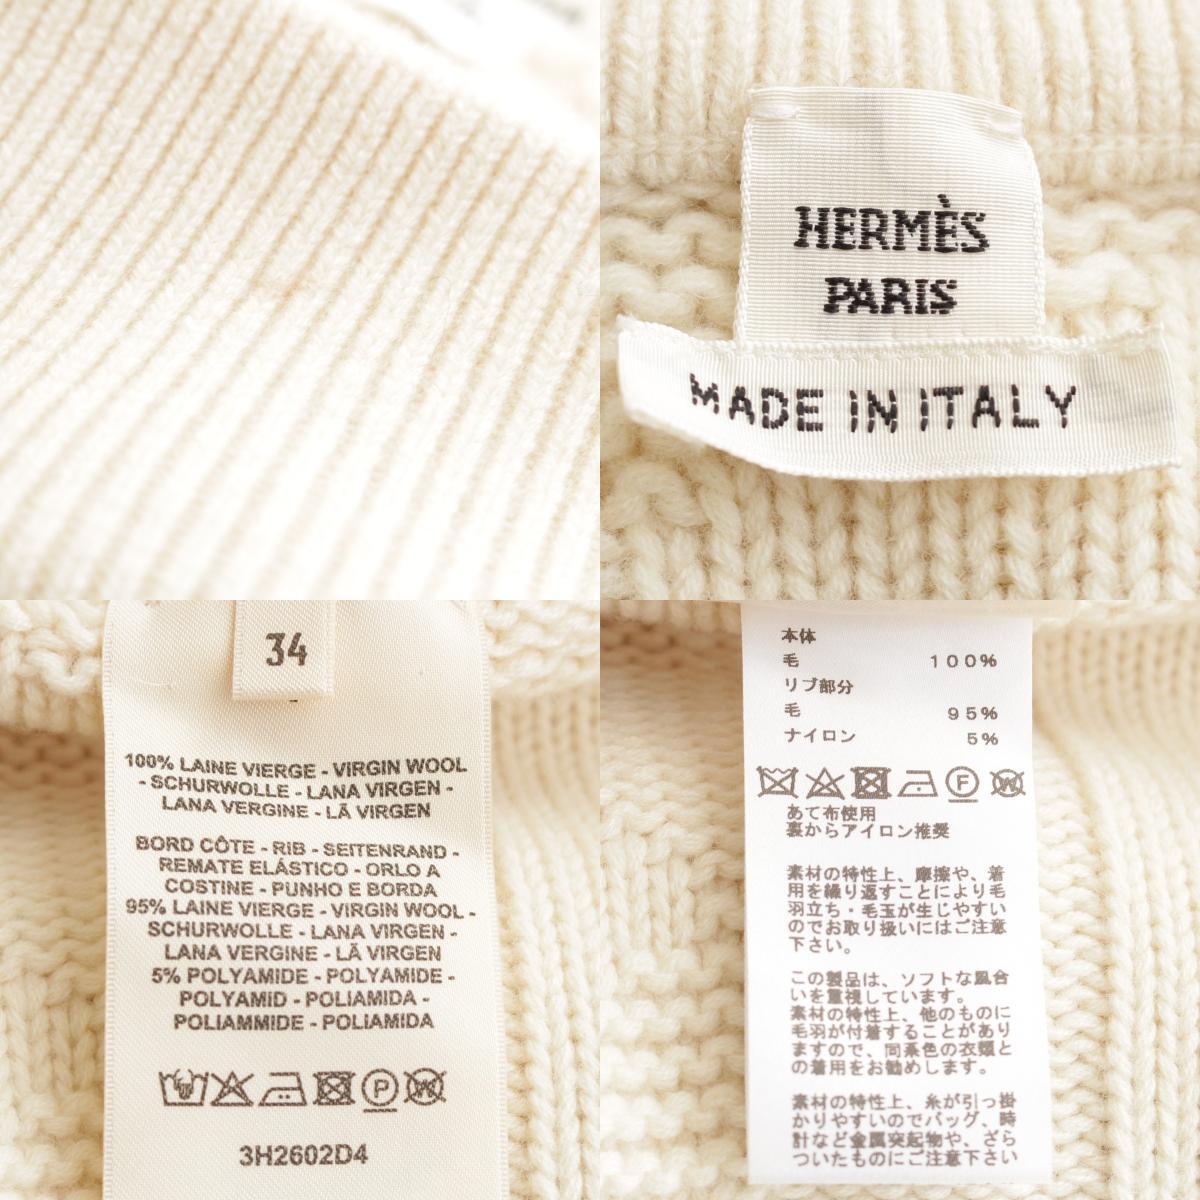 HERMÈS
PARIS
MADE IN ITALY
34
100% LAINE VIERGE - VIRGIN WOOL
- SCHURWOLLE - LANA VIRGEN -
LANA VERGINE - LÃ VIRGEN
BORD CÔTE - RIB - SEITENRAND -
REMATE ELÁSTICO - ORLO A
COSTINE - PUNHO E BORDA
95% LAINE VIERGE - VIRGIN WOOL -
SCHURWOLLE - LANA VIRGEN -
LANA VERGINE - LÃ VIRGEN
5% POLYAMIDE - POLYAMIDE -
POLYAMID - POLIAMIDA -
POLIAMMIDE - POLIAMIDA
P W
3H2602D4
本体
毛 100%
リブ部分
毛 95%
ナイロン 5%
F W
あて布使用
裏からアイロン推奨
素材の特性上、摩擦や、着
用を繰り返すことにより毛
羽立ち・毛玉が生じやすい
のでお取り扱いにはご注意
下さい。
この製品は、ソフトな風合
いを重視しています。
素材の特性上、他のものに
毛羽が付着することがあり
ますので、同系色の衣類と
の着用をお勧めします。
素材の特性上、糸が引っ掛
かりやすいのでバッグ、時
計など金属突起物や、ざら
ついたものにご注意下さい